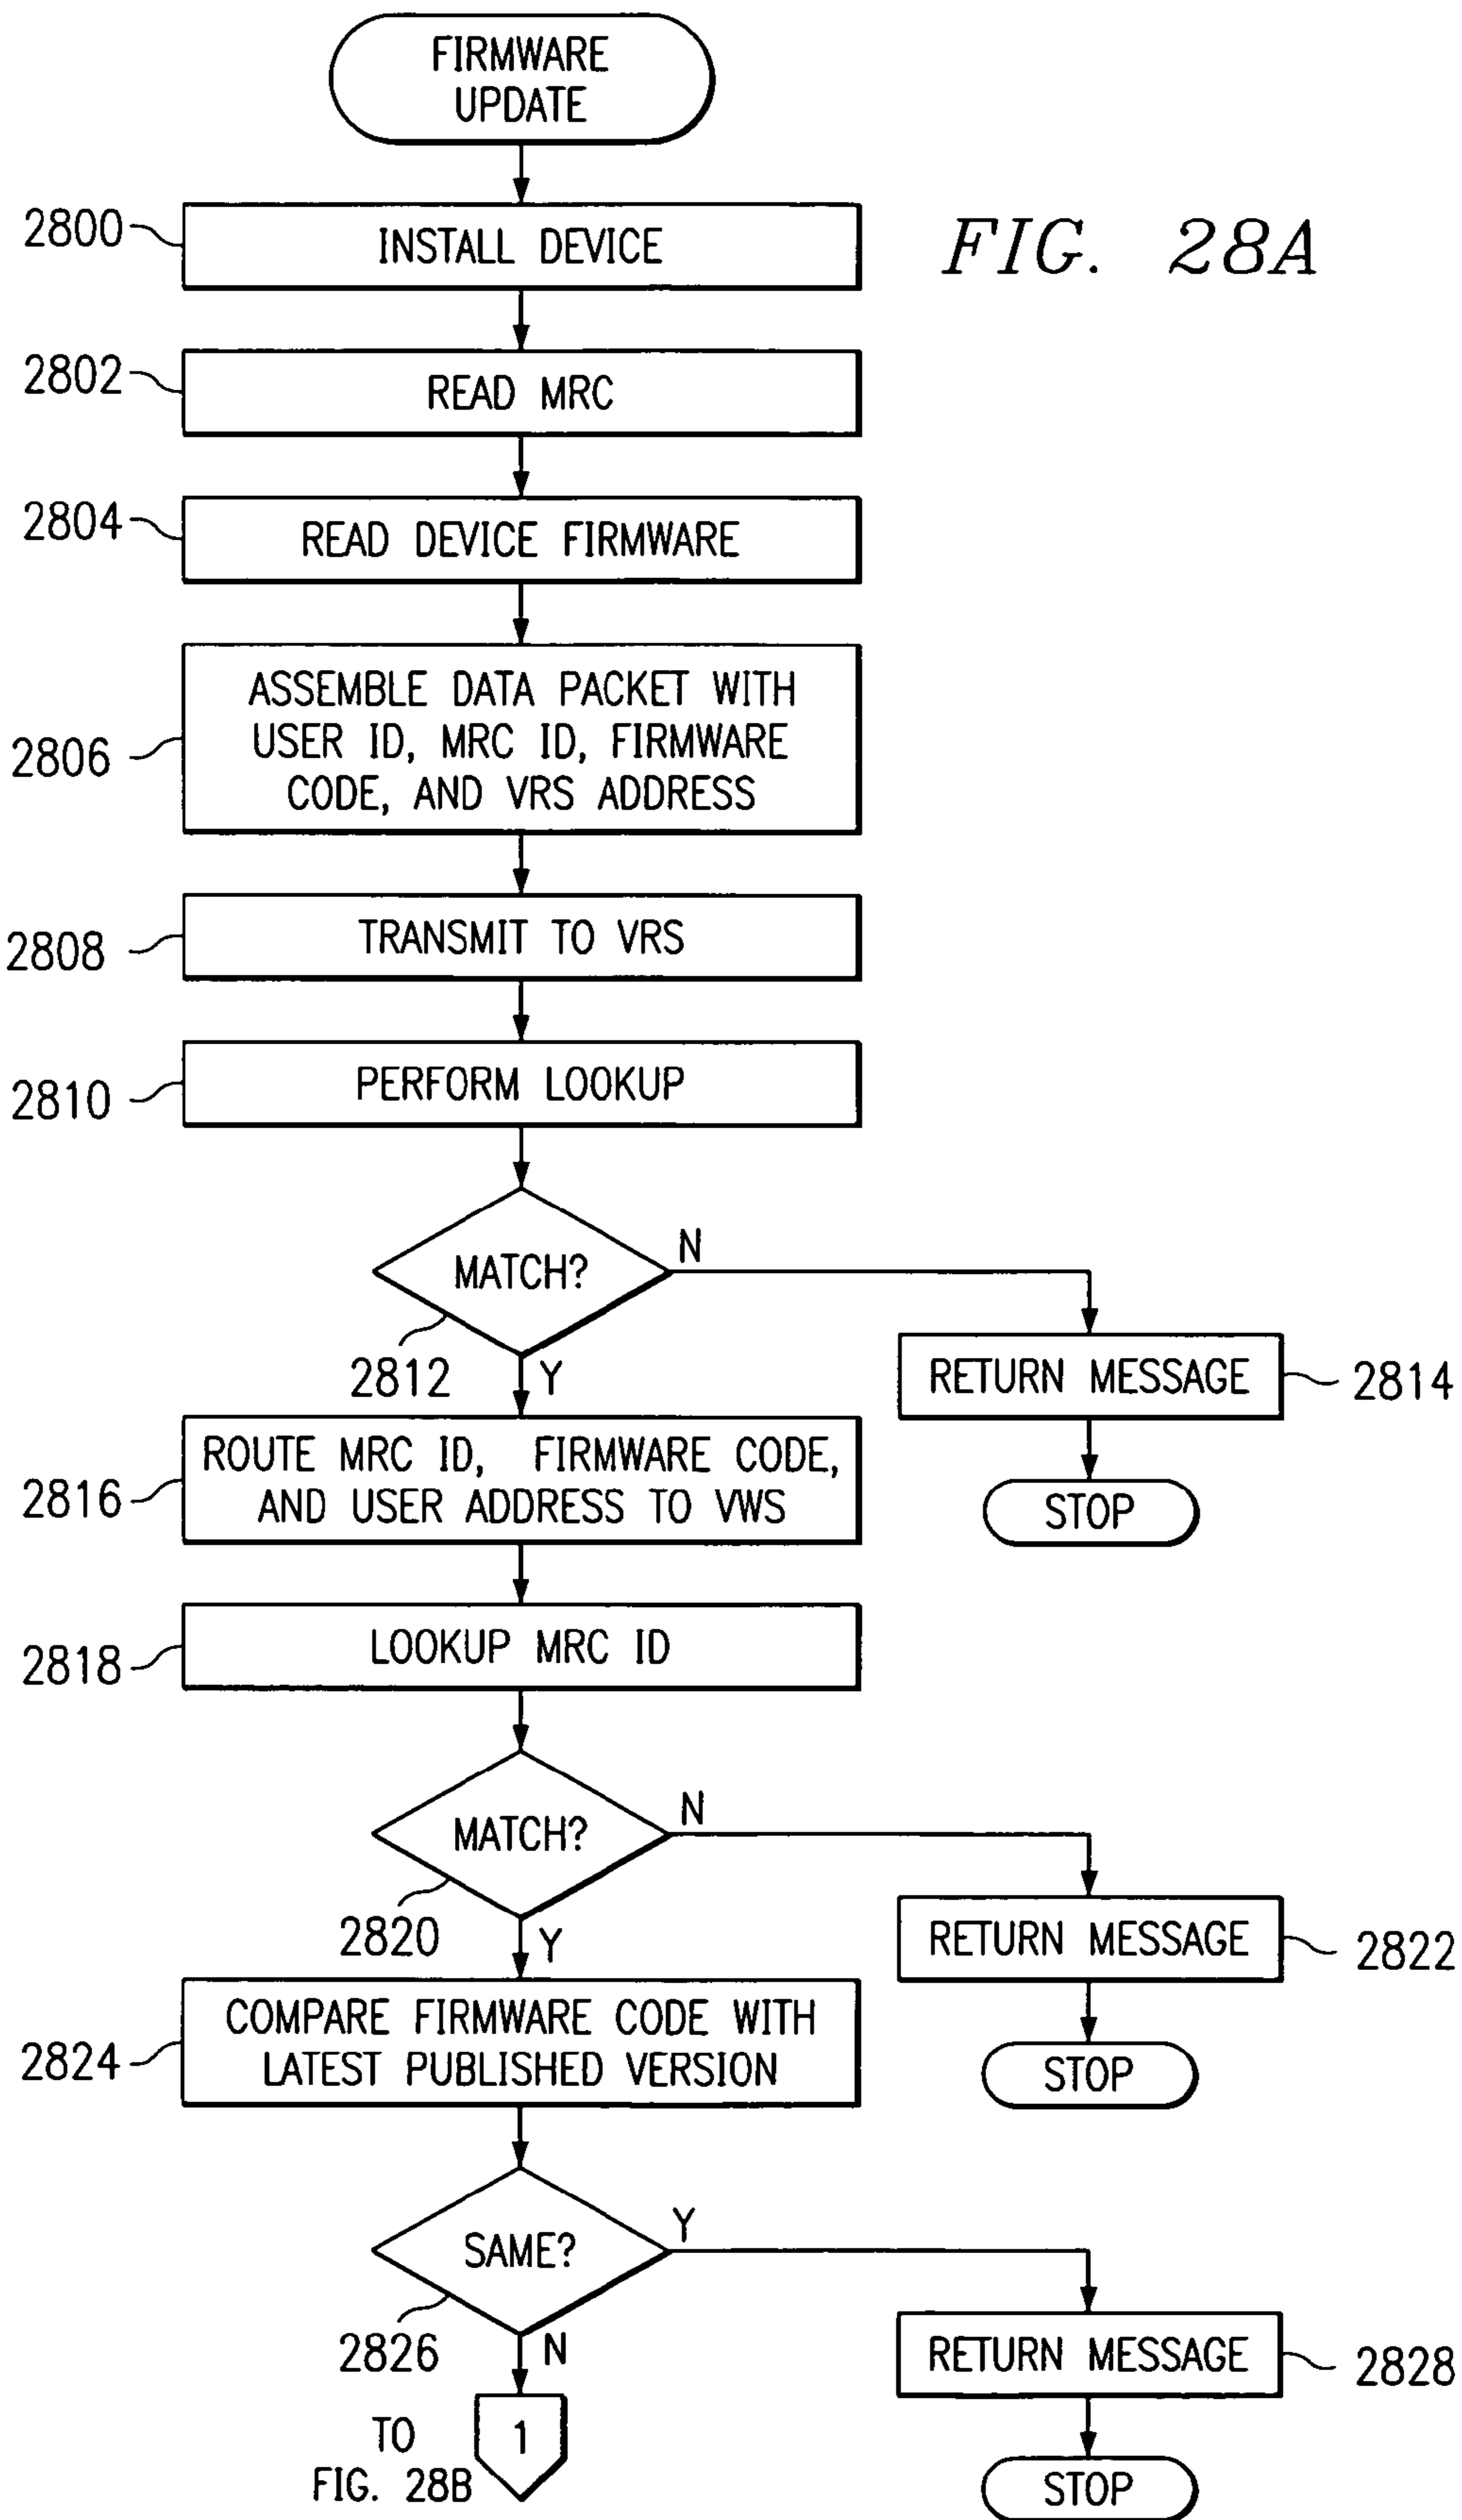 FIRMWARE
UPDATE
FIG. 28A
2800
INSTALL DEVICE
2802
READ MRC
2804
READ DEVICE FIRMWARE
2806
ASSEMBLE DATA PACKET WITH
USER ID, MRC ID, FIRMWARE
CODE, AND VRS ADDRESS
2808
TRANSMIT TO VRS
2810
PERFORM LOOKUP
MATCH?
N
2812
Y
RETURN MESSAGE
2814
STOP
2816
ROUTE MRC ID, FIRMWARE CODE,
AND USER ADDRESS TO VWS
2818
LOOKUP MRC ID
MATCH?
N
2820
Y
RETURN MESSAGE
2822
STOP
2824
COMPARE FIRMWARE CODE WITH
LATEST PUBLISHED VERSION
SAME?
Y
2826
N
RETURN MESSAGE
2828
STOP
TO
FIG. 28B
1